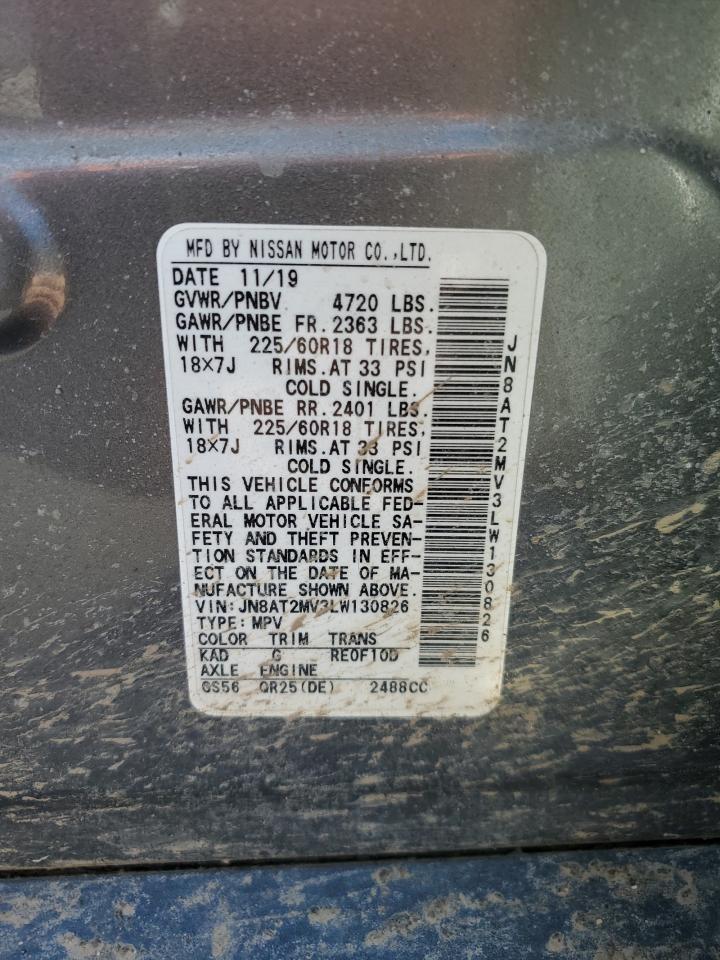 MFD BY NISSAN MOTOR CO.,LTD.
DATE 11/19
GVWR/PNBV 4720 LBS.
GAWR/PNBE FR. 2363 LBS.
WITH 225/60R18 TIRES,
18×7J RIMS.AT 33 PSI
COLD SINGLE.
GAWR/PNBE RR. 2401 LBS.
WITH 225/60R18 TIRES,
18×7J RIMS.AT 33 PSI
COLD SINGLE.
THIS VEHICLE CONFORMS
TO ALL APPLICABLE FED-
ERAL MOTOR VEHICLE SA-
FETY AND THEFT PREVEN-
TION STANDARDS IN EFF-
ECT ON THE DATE OF MA-
NUFACTURE SHOWN ABOVE.
VIN:JN8AT2MV3LW130826
TYPE:MPV
COLOR TRIM TRANS
KAD G RE0F10D
AXLE ENGINE
GS56 QR25(DE) 2488CC
JN8AT2MV3LW130826